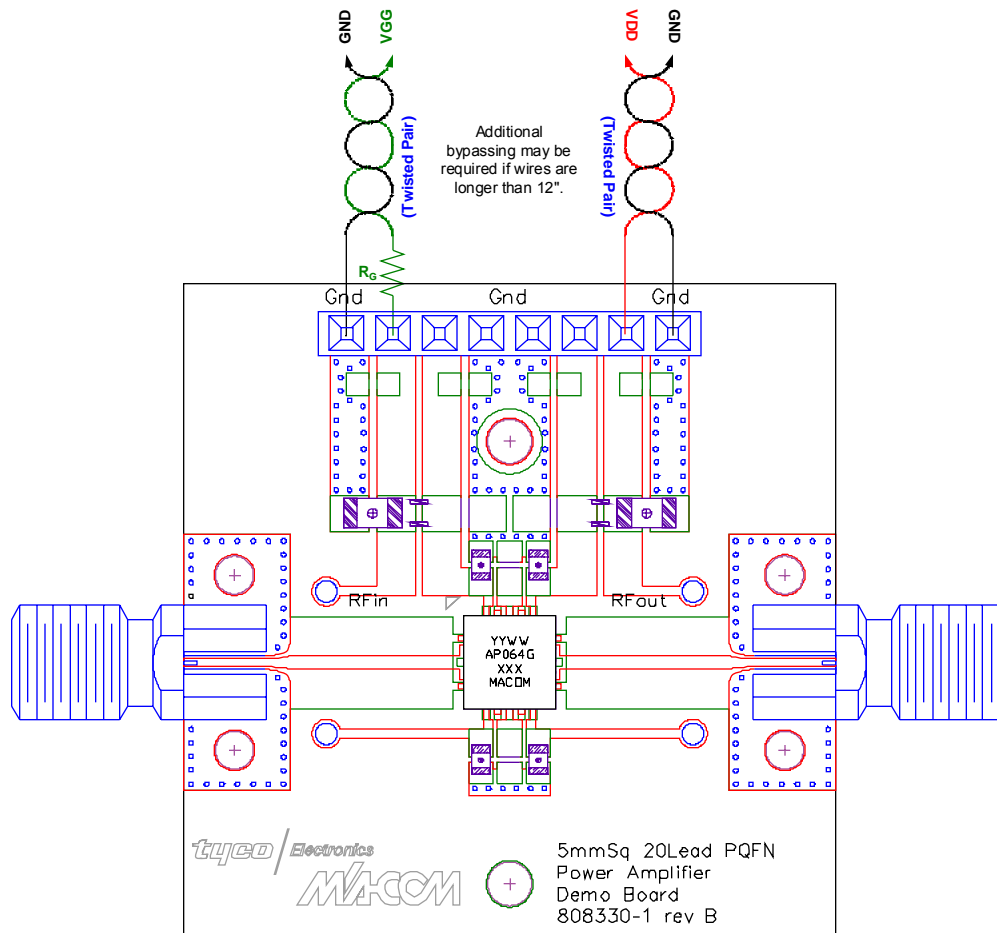 GND
VGG
VDD
GND
(Twisted Pair)
Additional
bypassing may be
required if wires are
longer than 12".
(Twisted Pair)
RG
Gnd
Gnd
Gnd
RFin
RFout
YYWW
AP064G
XXX
MACOM
tyco / Electronics
M/A-COM
5mmSq 20Lead PQFN
Power Amplifier
Demo Board
808330-1 rev B